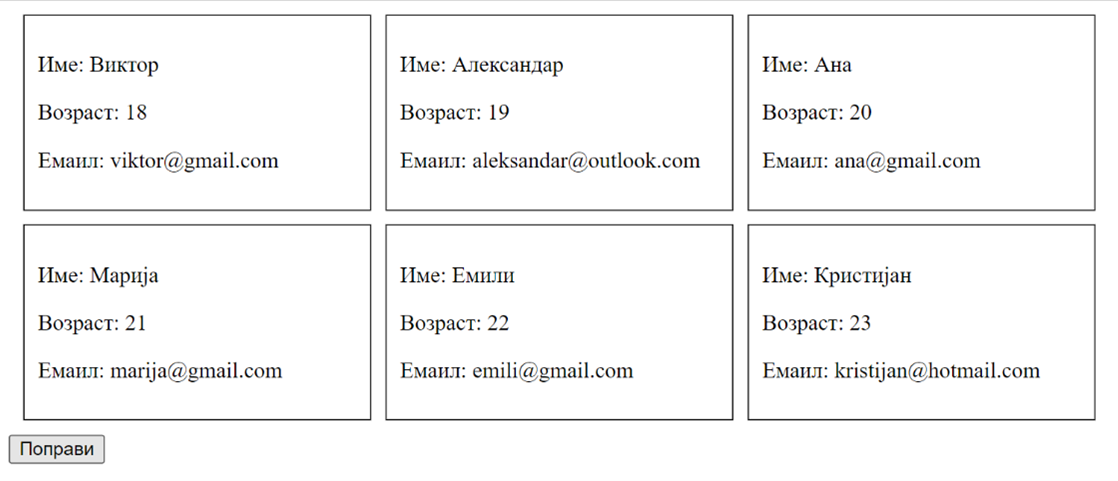 Име: Виктор
Возраст: 18
Емаил: viktor@gmail.com
Име: Александар
Возраст: 19
Емаил: aleksandar@outlook.com
Име: Ана
Возраст: 20
Емаил: ana@gmail.com
Име: Марија
Возраст: 21
Емаил: marija@gmail.com
Име: Емили
Возраст: 22
Емаил: emili@gmail.com
Име: Кристијан
Возраст: 23
Емаил: kristijan@hotmail.com
Поправи